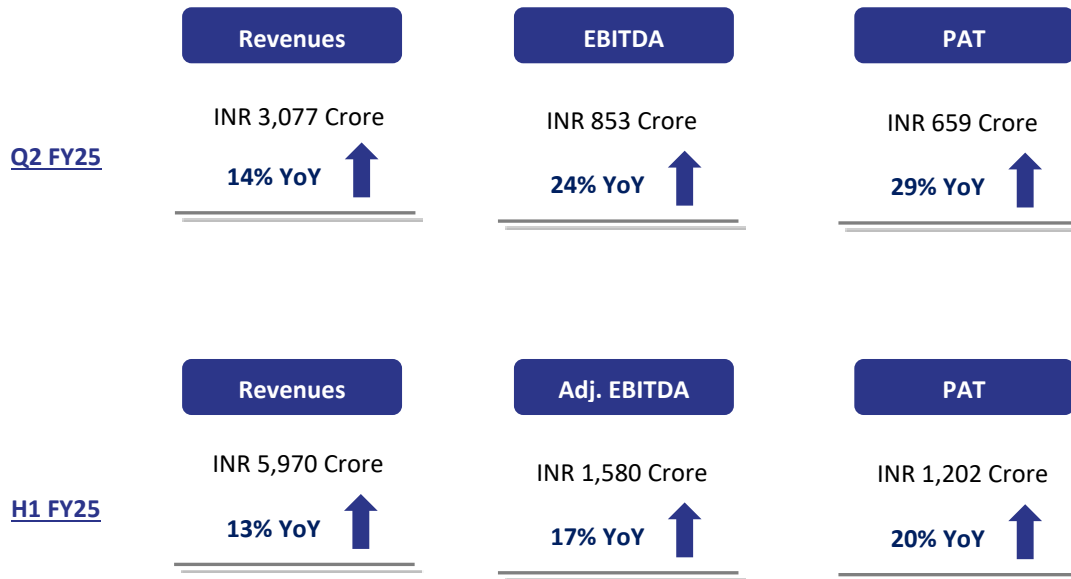 Revenues EBITDA PAT
INR 3,077 Crore INR 853 Crore INR 659 Crore
Q2 FY25
14% YoY 24% YoY 29% YoY
Revenues Adj. EBITDA PAT
INR 5,970 Crore INR 1,580 Crore INR 1,202 Crore
H1 FY25
13% YoY 17% YoY 20% YoY